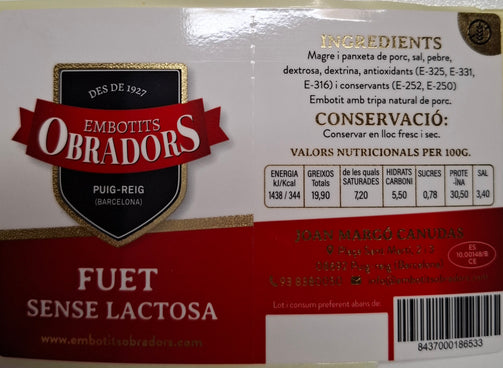 DES DE 1927
EMBOTITS
OBRADORS
PUIG-REIG
(BARCELONA)
FUET
SENSE LACTOSA
www.embotitsobradors.com
INGREDIENTS
Magre i panxeta de porc, sal, pebre,
dextrosa, dextrina, antioxidants (E-325, E-331,
E-316) i conservants (E-252, E-250)
Embotit amb tripa natural de porc.
CONSERVACIÓ:
Conservar en lloc fresc i sec.
VALORS NUTRICIONALS PER 100G.
ENERGIA kJ/Kcal GREIXOS Totals de les quals SATURADES HIDRATS CARBONI SUCRES PROTE-ÍNA SAL
1438 / 344 19,90 7,20 5,50 0,78 30,50 3,40
JOAN MARGÓ CANUDAS
ES
10.00148/B
CE
Lot i consum preferent abans de:
8437000186533